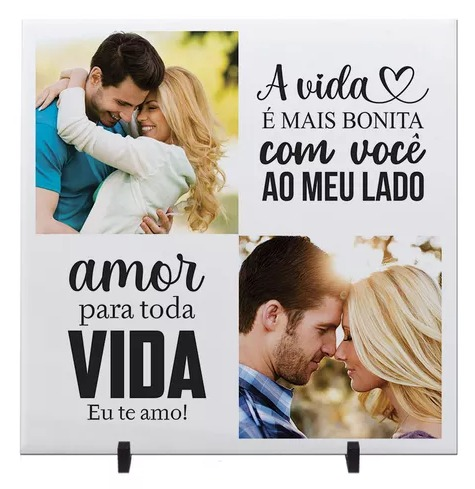 A vida
É MAIS BONITA
com você
AO MEU LADO
amor
para toda
VIDA
Eu te amo!